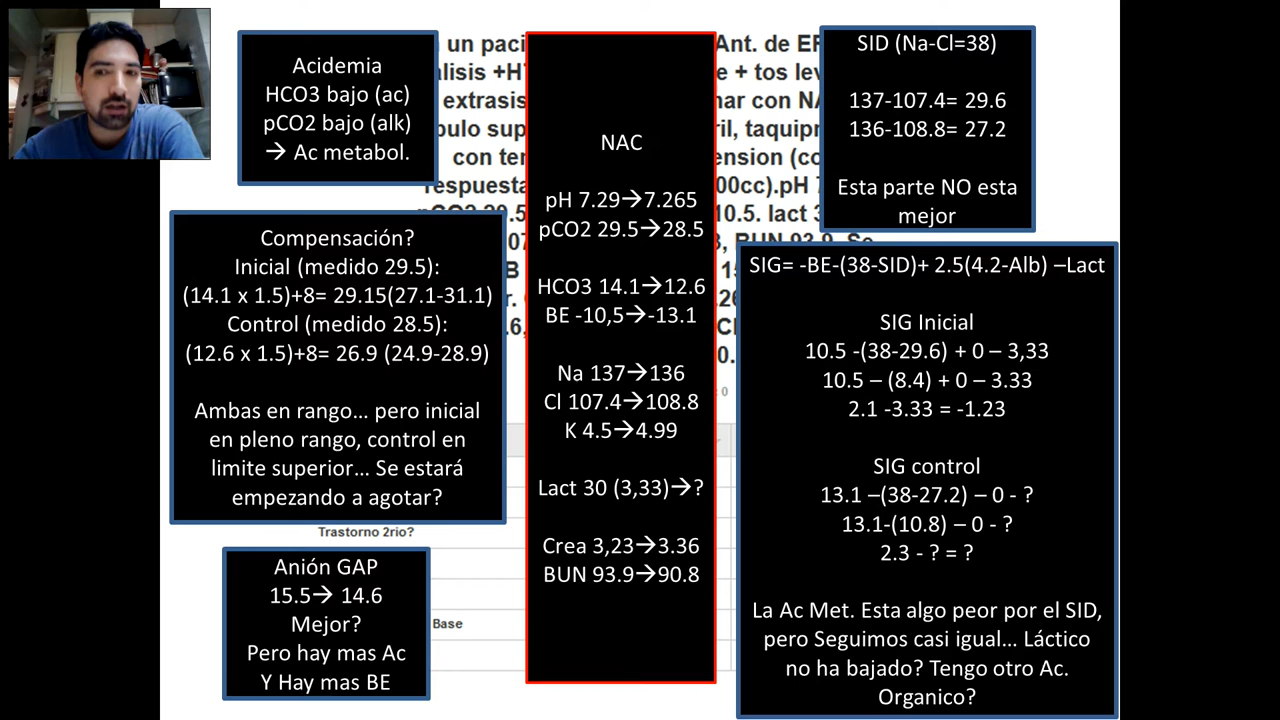 Acidemia
HCO3 bajo (ac)
pCO2 bajo (alk)
→ Ac metabol.
Compensación?
Inicial (medido 29.5):
(14.1 x 1.5)+8= 29.15(27.1-31.1)
Control (medido 28.5):
(12.6 x 1.5)+8= 26.9 (24.9-28.9)
Ambas en rango... pero inicial
en pleno rango, control en
limite superior... Se estará
empezando a agotar?
Trastorno 2rio?
Anión GAP
15.5→ 14.6
Mejor?
Pero hay mas Ac
Y Hay mas BE
Base
NAC
pH 7.29→7.265
pCO2 29.5→28.5
HCO3 14.1→12.6
BE -10,5→-13.1
Na 137→136
Cl 107.4→108.8
K 4.5→4.99
Lact 30 (3,33)→?
Crea 3,23→3.36
BUN 93.9→90.8
SID (Na-Cl=38)
137-107.4= 29.6
136-108.8= 27.2
Esta parte NO esta
mejor
SIG= -BE-(38-SID)+ 2.5(4.2-Alb) –Lact
SIG Inicial
10.5 -(38-29.6) + 0 – 3,33
10.5 – (8.4) + 0 – 3.33
2.1 -3.33 = -1.23
SIG control
13.1 –(38-27.2) – 0 - ?
13.1-(10.8) – 0 - ?
2.3 - ? = ?
La Ac Met. Esta algo peor por el SID,
pero Seguimos casi igual... Láctico
no ha bajado? Tengo otro Ac.
Organico?